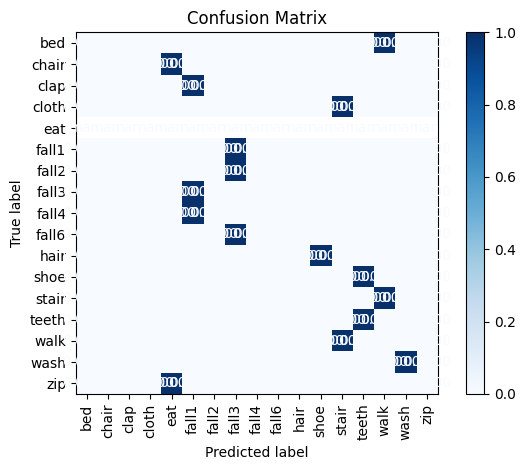 Confusion Matrix
bed
chair
clap
cloth
eat
fall1
fall2
fall3
fall4
fall6
hair
shoe
stair
teeth
walk
wash
zip
True label
bed
chair
clap
cloth
eat
fall1
fall2
fall3
fall4
fall6
hair
shoe
stair
teeth
walk
wash
zip
Predicted label
1.0
0.8
0.6
0.4
0.2
0.0